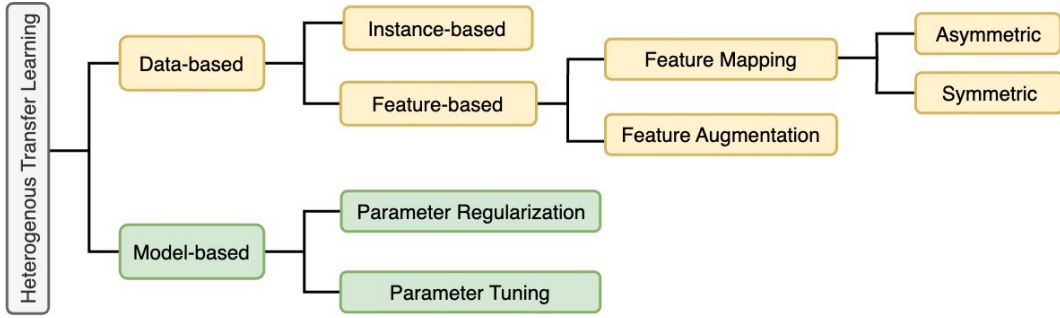 Heterogenous Transfer Learning
Data-based
Instance-based
Feature-based
Feature Mapping
Asymmetric
Symmetric
Feature Augmentation
Model-based
Parameter Regularization
Parameter Tuning